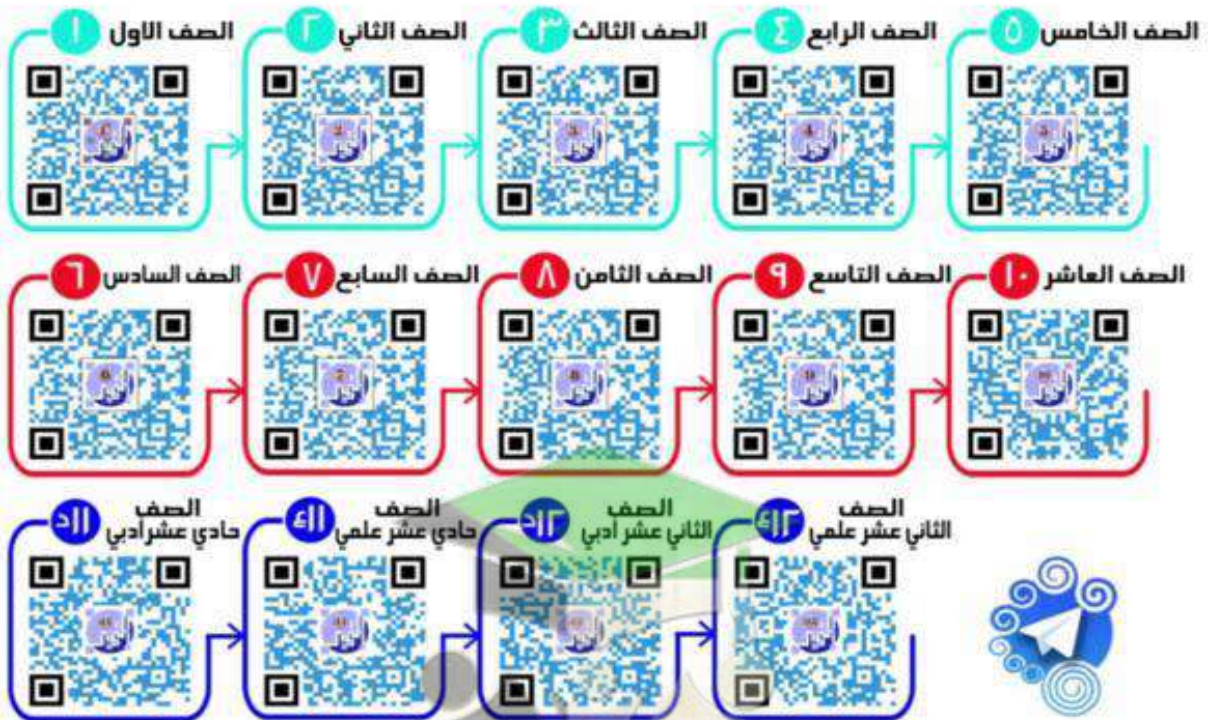 ١ الصف الاول
٢ الصف الثاني
٣ الصف الثالث
٤ الصف الرابع
٥ الصف الخامس
٦ الصف السادس
٧ الصف السابع
٨ الصف الثامن
٩ الصف التاسع
١٠ الصف العاشر
١١د الصف
حادي عشر أدبي
١١ع الصف
حادي عشر علمي
١٢د الصف
الثاني عشر أدبي
١٢ع الصف
الثاني عشر علمي